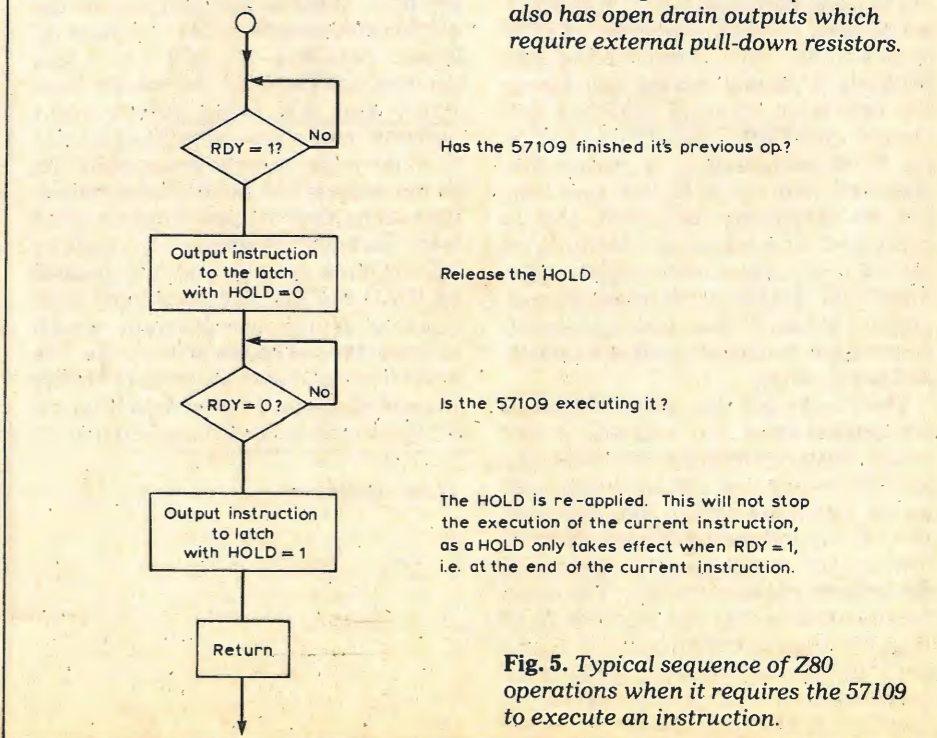 also has open drain outputs which
require external pull-down resistors.
RDY = 1?
No
Has the 57109 finished it's previous op?
Output instruction
to the latch
with HOLD = 0
Release the HOLD
RDY = 0?
No
Is the 57109 executing it?
Output instruction
to latch
with HOLD = 1
The HOLD is re-applied. This will not stop
the execution of the current instruction,
as a HOLD only takes effect when RDY = 1,
i.e. at the end of the current instruction.
Return
Fig. 5. Typical sequence of Z80
operations when it requires the 57109
to execute an instruction.